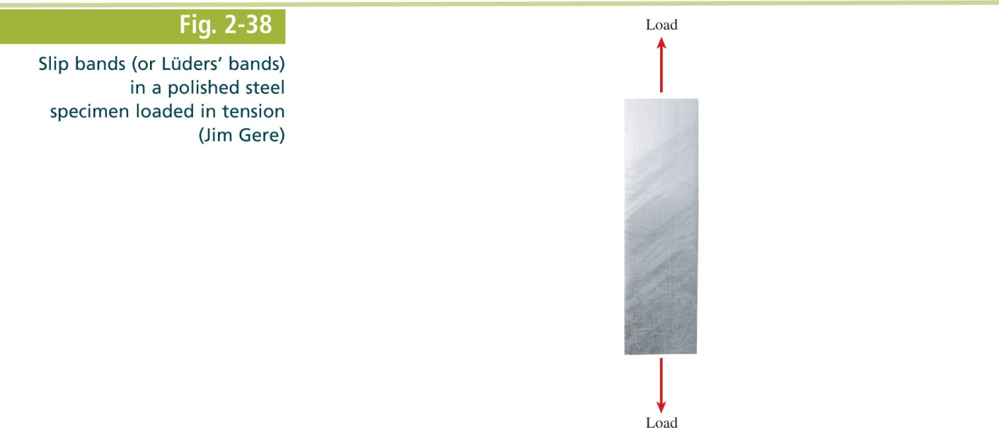 Fig. 2-38
Slip bands (or Lüders’ bands)
in a polished steel
specimen loaded in tension
(Jim Gere)
Load
Load